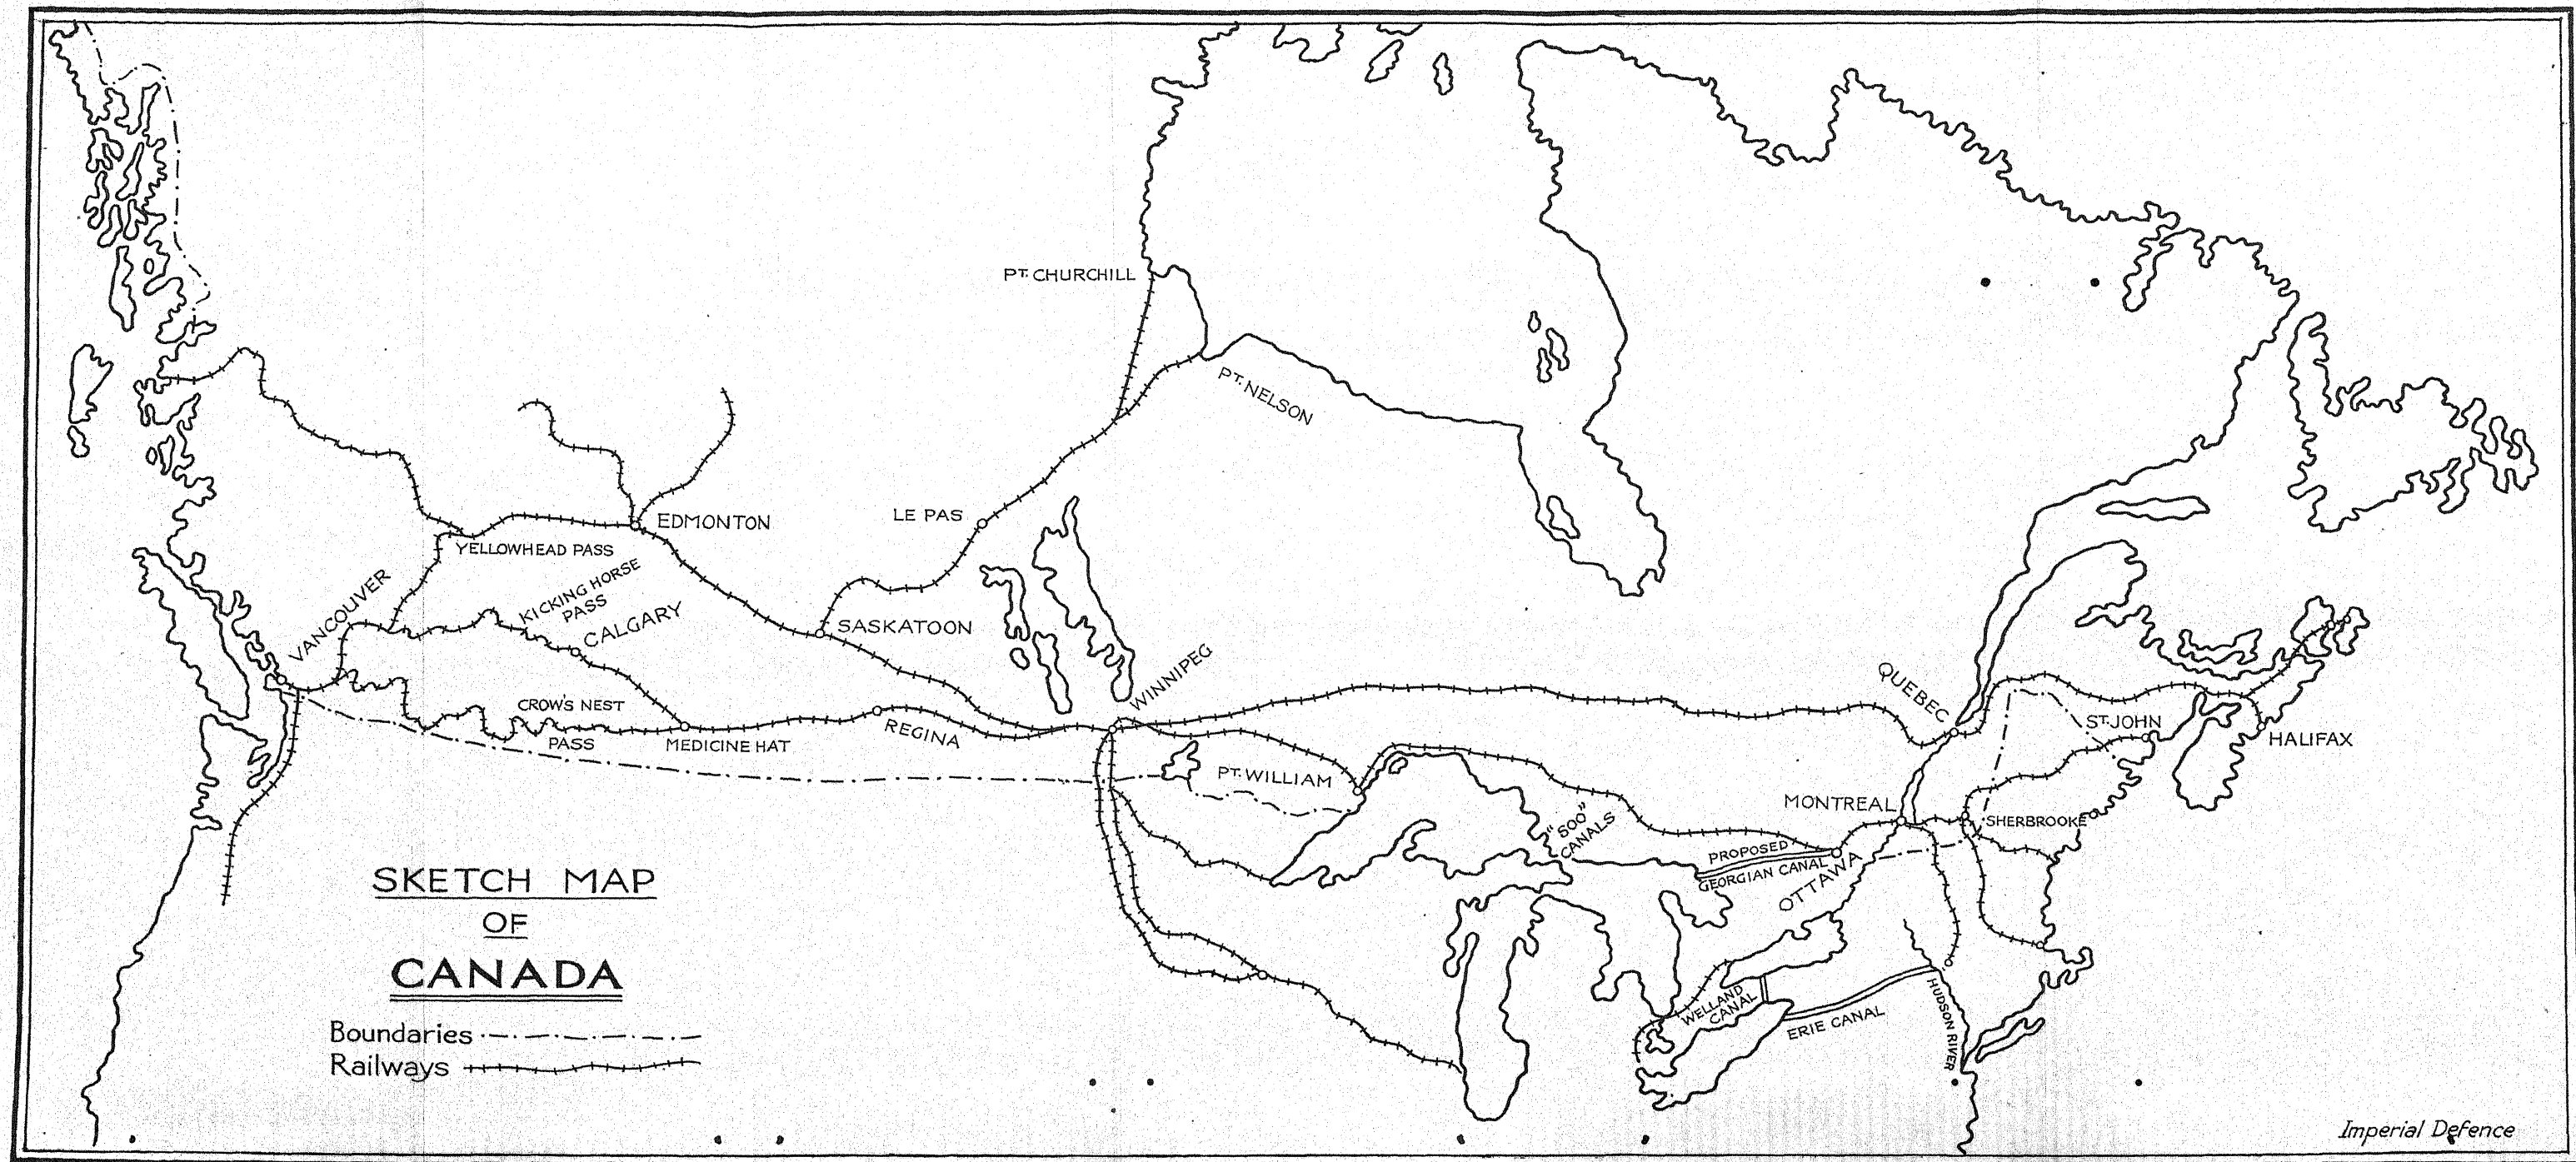 PT. CHURCHILL
PT. NELSON
LE PAS
EDMONTON
YELLOWHEAD PASS
KICKING HORSE
PASS
VANCOUVER
CALGARY
SASKATOON
WINNIPEG
CROW'S NEST
PASS
MEDICINE HAT
REGINA
PT. WILLIAM
"SOO"
CANALS
QUEBEC
ST. JOHN
HALIFAX
MONTREAL
SHERBROOKE
PROPOSED
GEORGIAN CANAL
OTTAWA
WELLAND
CANAL
ERIE CANAL
HUDSON RIVER
SKETCH MAP
OF
CANADA
Boundaries
Railways
Imperial Defence